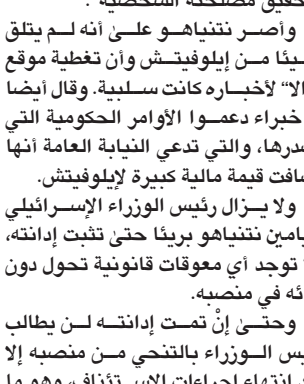 تحقيق مصلحته الشخصية".
وأصر نتنياهو على أنه لم يتلق
شيئا من إيلوفيتش وأن تغطية موقع
"والا" لأخباره كانت سلبية. وقال أيضا
خبراء دعموا الأوامر الحكومية التي
أصدرها، والتي تدعي النيابة العامة أنها
أضافت قيمة مالية كبيرة لإيلوفيتش.
ولا يزال رئيس الوزراء الإسرائيلي
بنيامين نتنياهو بريئا حتى تثبت إدانته،
لا توجد أي معوقات قانونية تحول دون
بقائه في منصبه.
وحتى إنْ تمت إدانته لن يطالب
رئيس الوزراء بالتنحي من منصبه إلا
انتهاء إجراءات الاستئناف، وهو ما